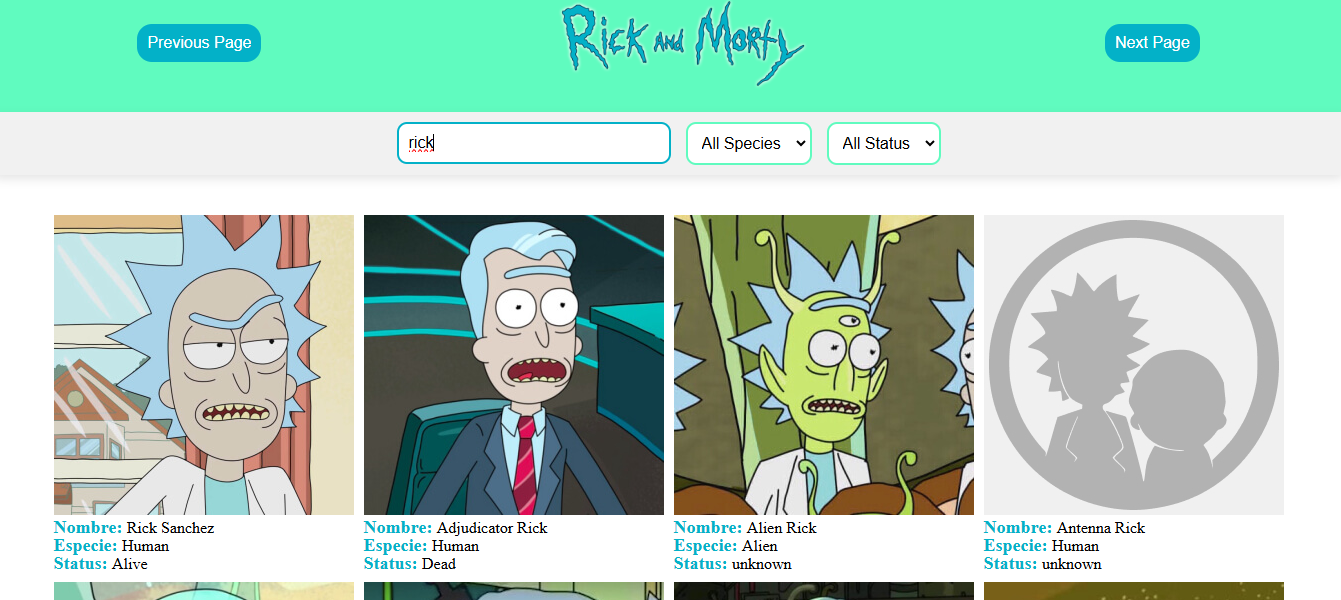 Previous Page
Rick and Morty
Next Page
rick
All Species
All Status
Nombre: Rick Sanchez
Especie: Human
Status: Alive
Nombre: Adjudicator Rick
Especie: Human
Status: Dead
Nombre: Alien Rick
Especie: Alien
Status: unknown
Nombre: Antenna Rick
Especie: Human
Status: unknown